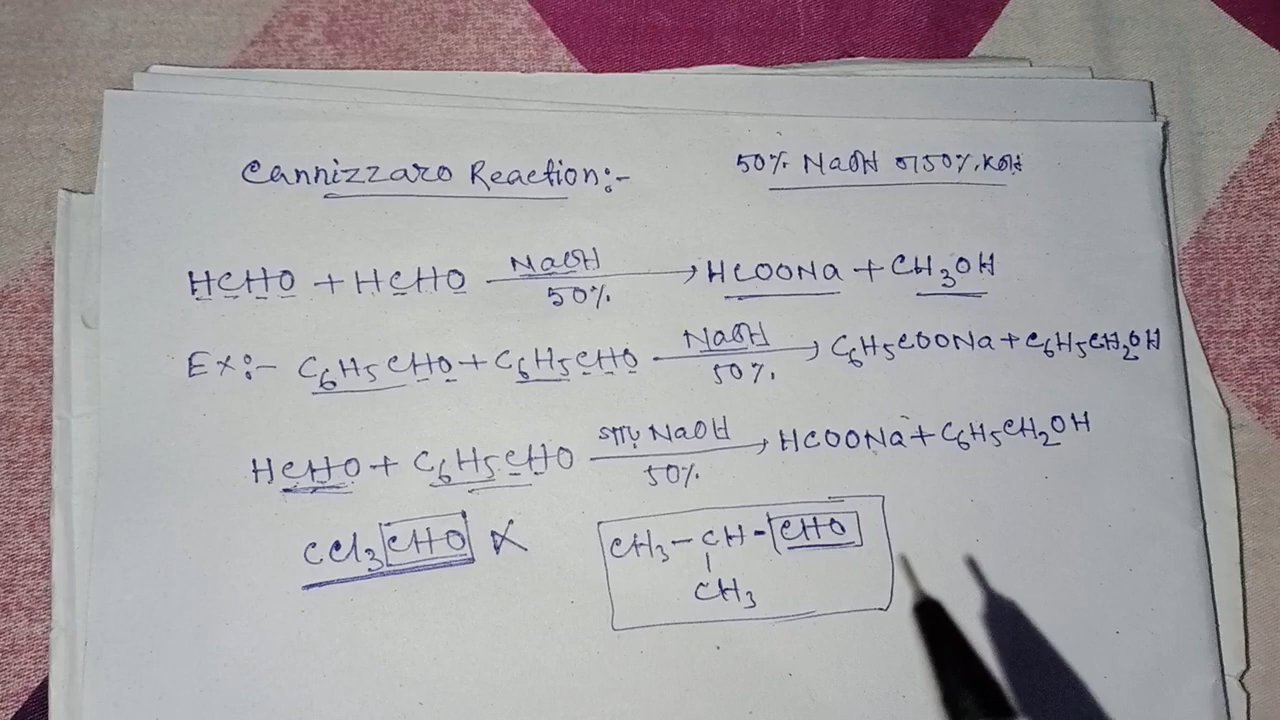 Cannizzaro Reaction:-
50% NaOH या 50% KOH
HCHO + HCHO NaOH 50% → HCOONa + CH₃OH
Ex:- C₆H₅CHO + C₆H₅CHO NaOH 50% → C₆H₅COONa + C₆H₅CH₂OH
HCHO + C₆H₅CHO सान्द्र NaOH 50% → HCOONa + C₆H₅CH₂OH
CCl₃CHO ✗
CH₃-CH-CHO
|
CH₃